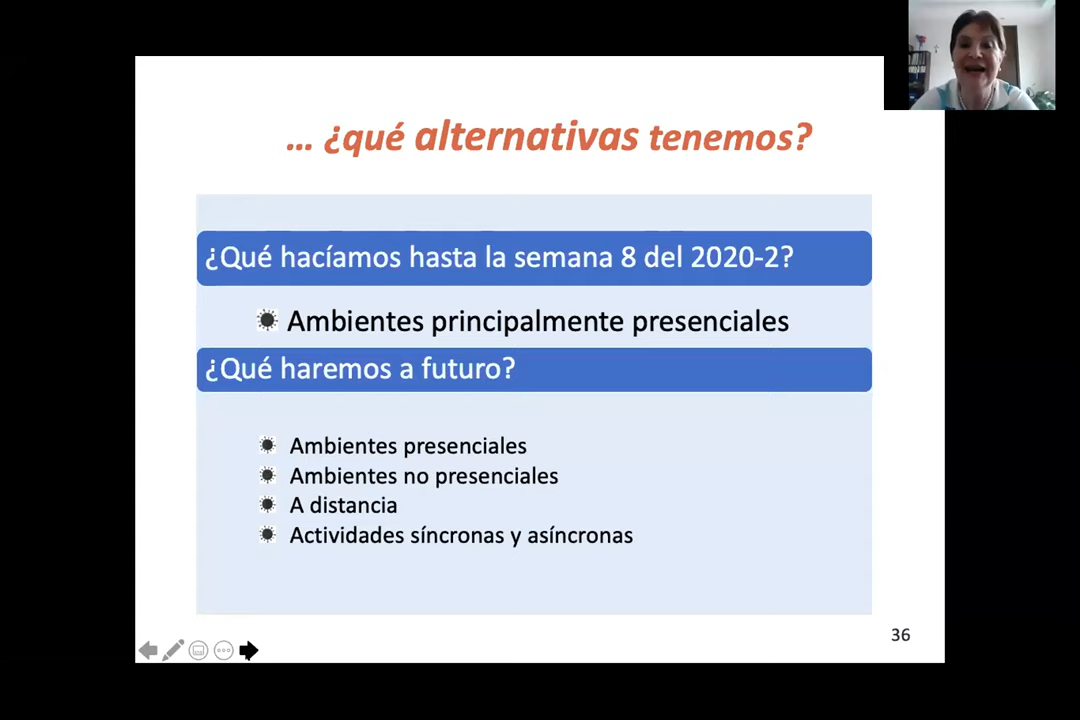 ... ¿qué alternativas tenemos?
¿Qué hacíamos hasta la semana 8 del 2020-2?
Ambientes principalmente presenciales
¿Qué haremos a futuro?
Ambientes presenciales
Ambientes no presenciales
A distancia
Actividades síncronas y asíncronas
36